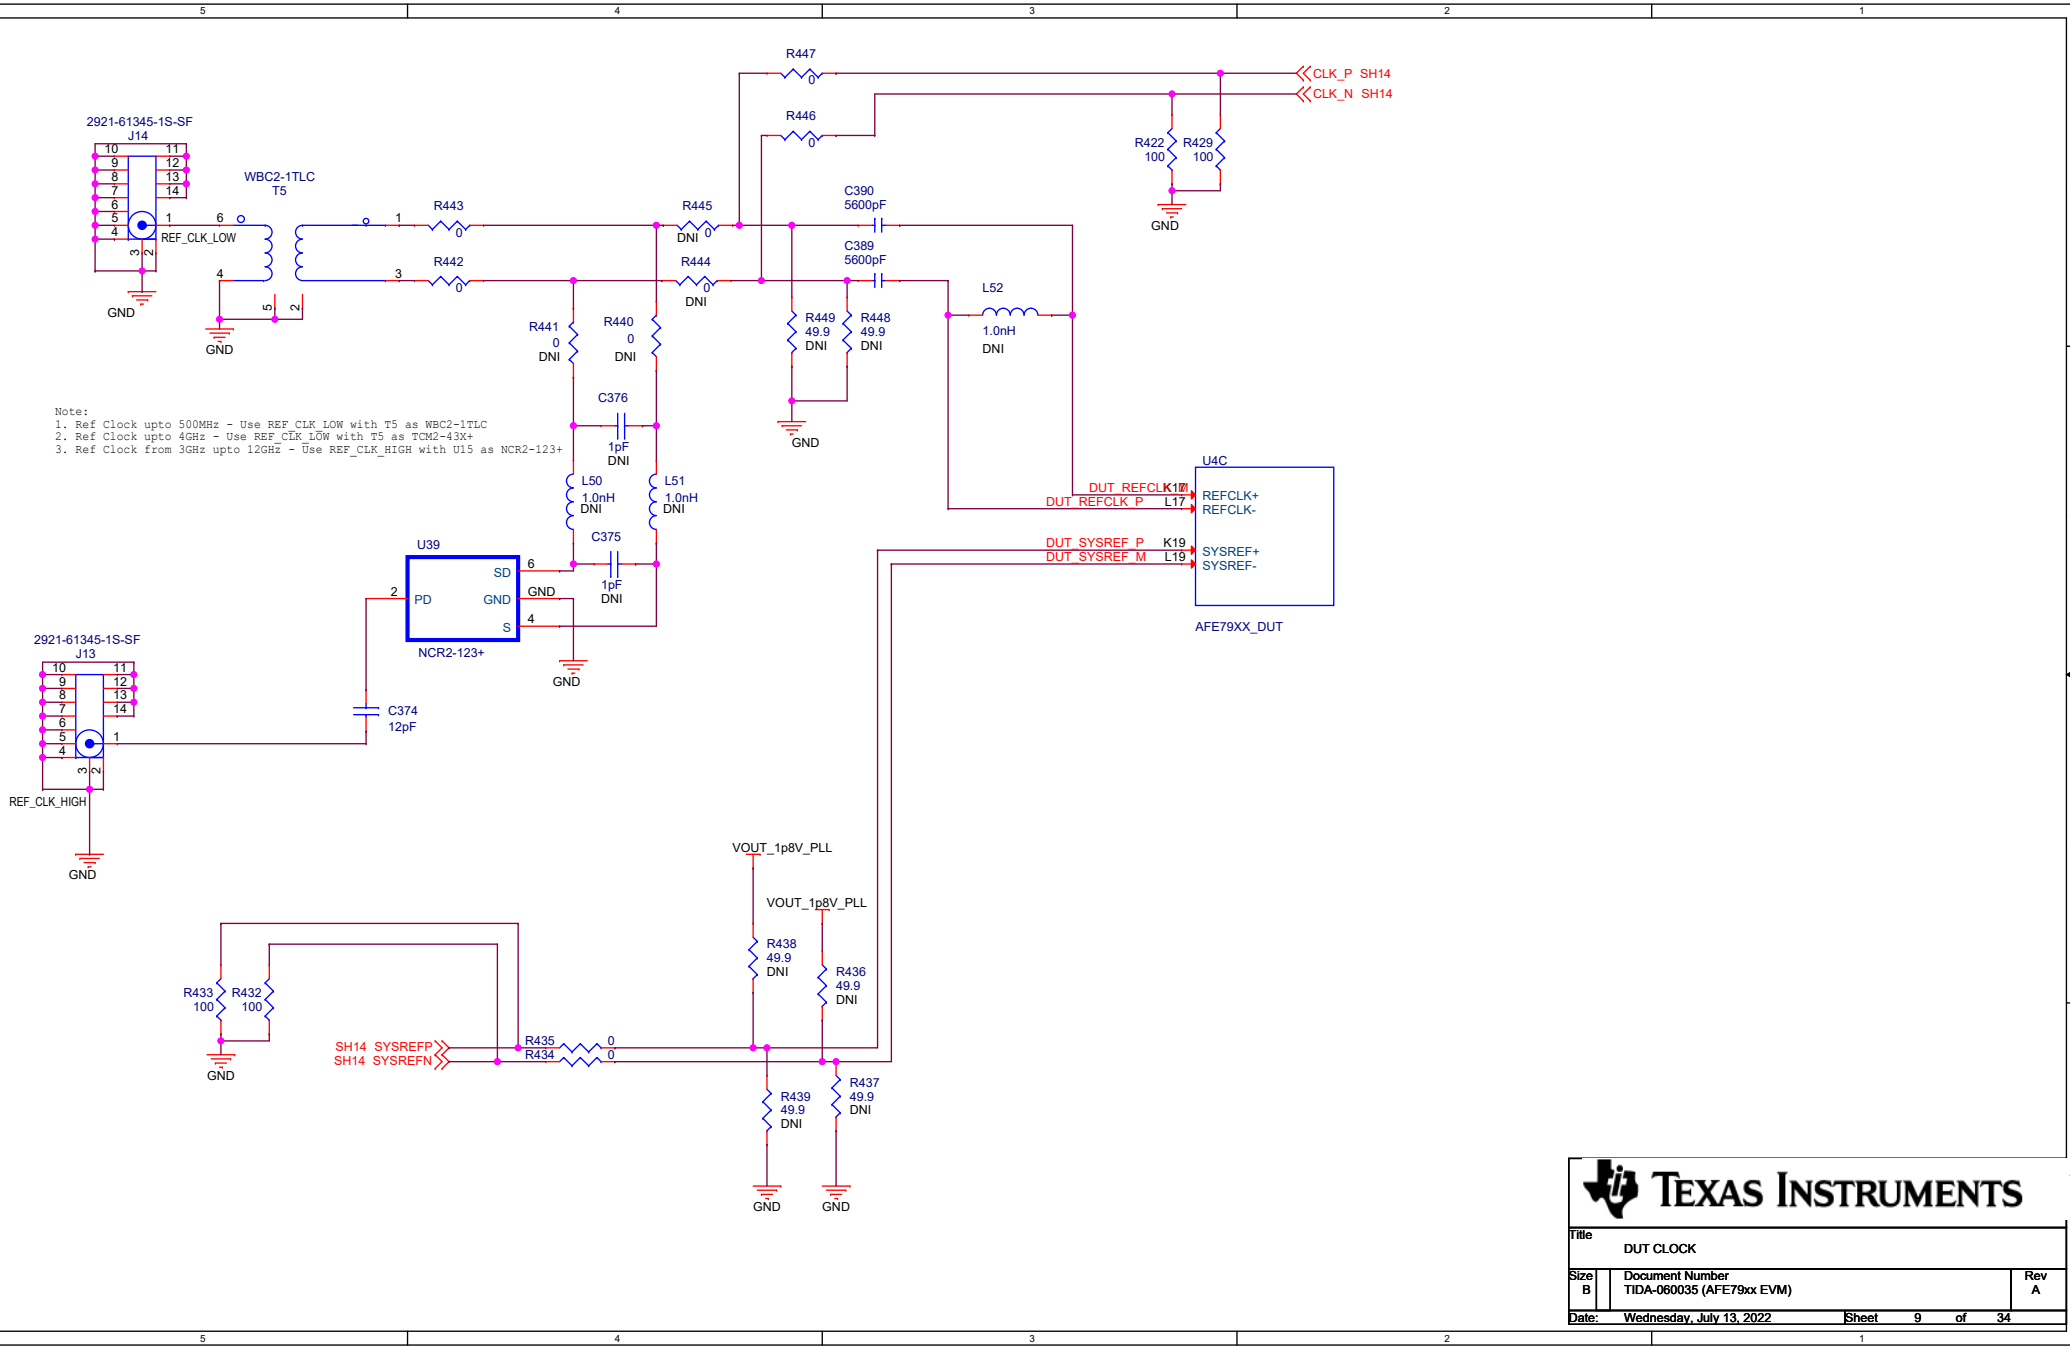 5 4 3 2 1
R447
0
CLK_P SH14
CLK_N SH14
R446
0
R422
100
R429
100
GND
2921-61345-1S-SF
J14
10
9
8
7
6
5
4
11
12
13
14
1
3
2
REF_CLK_LOW
GND
WBC2-1TLC
T5
6
4
5
2
1
3
GND
R443
0
R442
0
R445
DNI 0
R444
0
DNI
C390
5600pF
C389
5600pF
L52
1.0nH
DNI
R441
0
DNI
R440
0
DNI
R449
49.9
DNI
R448
49.9
DNI
GND
Note:
1. Ref Clock upto 500MHz - Use REF_CLK_LOW with T5 as WBC2-1TLC
2. Ref Clock upto 4GHz - Use REF_CLK_LOW with T5 as TCM2-43X+
3. Ref Clock from 3GHz upto 12GHz - Use REF_CLK_HIGH with U15 as NCR2-123+
C376
1pF
DNI
L50
1.0nH
DNI
L51
1.0nH
DNI
C375
1pF
DNI
U4C
DUT_REFCLK_M K17 REFCLK+
DUT_REFCLK_P L17 REFCLK-
DUT_SYSREF_P K19 SYSREF+
DUT_SYSREF_M L19 SYSREF-
AFE79XX_DUT
U39
2 PD
SD 6
GND GND
S 4
NCR2-123+
GND
2921-61345-1S-SF
J13
10
9
8
7
6
5
4
11
12
13
14
1
3
2
REF_CLK_HIGH
GND
C374
12pF
VOUT_1p8V_PLL
VOUT_1p8V_PLL
R438
49.9
DNI
R436
49.9
DNI
R433
100
R432
100
GND
SH14 SYSREFP
SH14 SYSREFN
R435 0
R434 0
R439
49.9
DNI
R437
49.9
DNI
GND
GND
TEXAS INSTRUMENTS
Title
DUT CLOCK
Size
B
Document Number
TIDA-060035 (AFE79xx EVM)
Rev
A
Date: Wednesday, July 13, 2022 Sheet 9 of 34
5 4 3 2 1